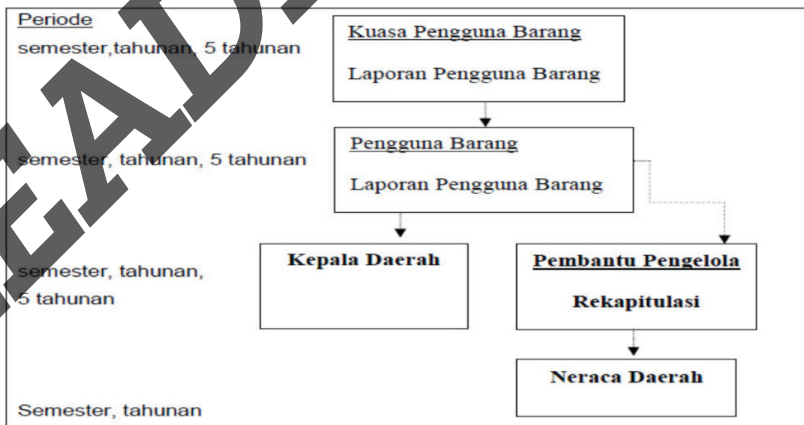 Periode
semester,tahunan, 5 tahunan
Kuasa Pengguna Barang
Laporan Pengguna Barang
semester, tahunan, 5 tahunan
Pengguna Barang
Laporan Pengguna Barang
semester, tahunan,
5 tahunan
Kepala Daerah
Pembantu Pengelola
Rekapitulasi
Neraca Daerah
Semester, tahunan